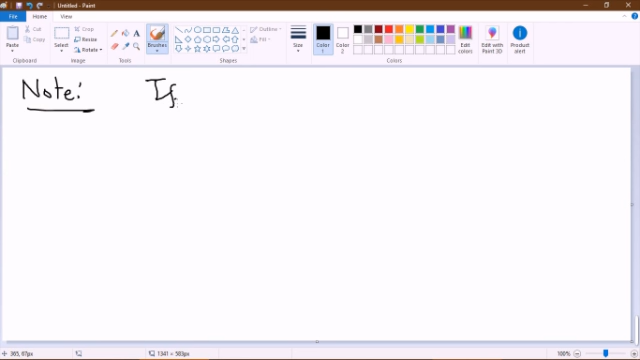 Untitled - Paint
File Home View
Paste Cut Copy Select Crop Resize Rotate Brushes Outline Fill Size Color 1 Color 2 Edit colors Edit with Paint 3D Product alert
Clipboard Image Tools Shapes Colors
Note: If
365, 67px 1341 × 583px 100%